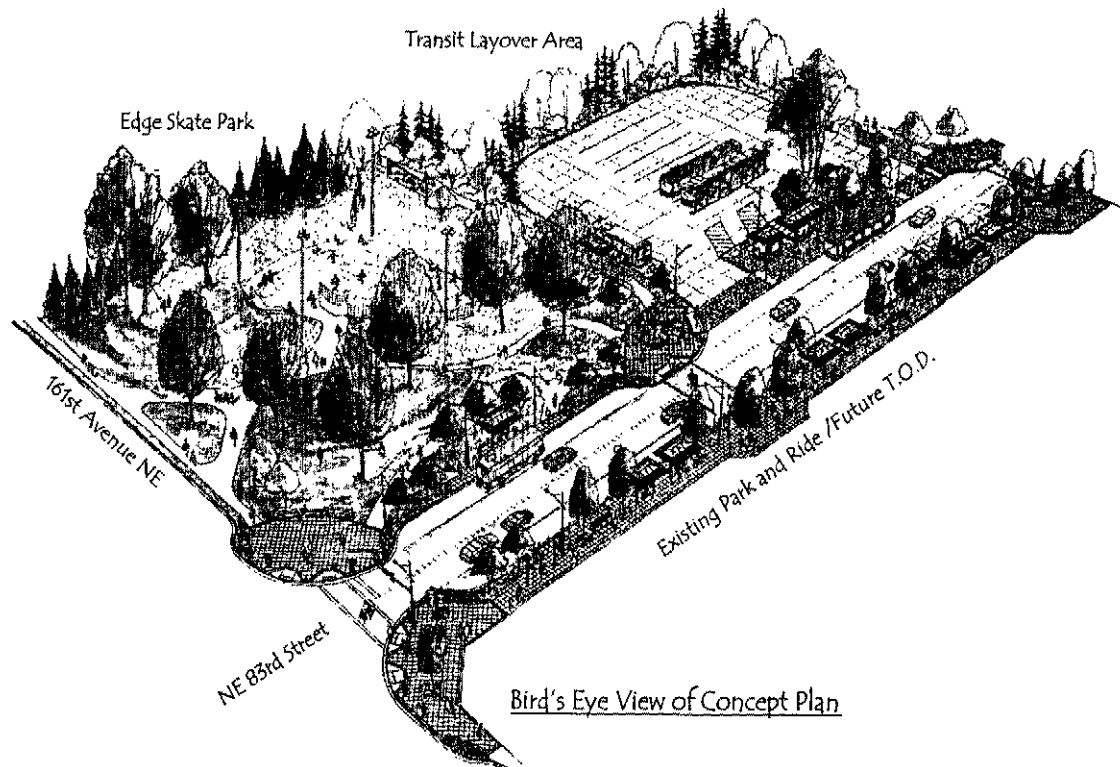 Transit Layover Area
Edge Skate Park
161st Avenue NE
Existing Park and Ride /Future T.O.D.
NE 83rd Street
Bird's Eye View of Concept Plan